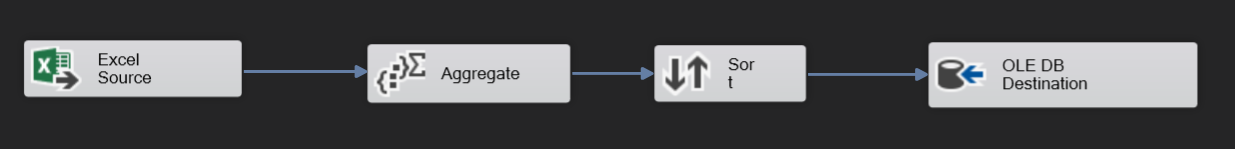 Excel
Source
Aggregate
Sor
t
OLE DB
Destination